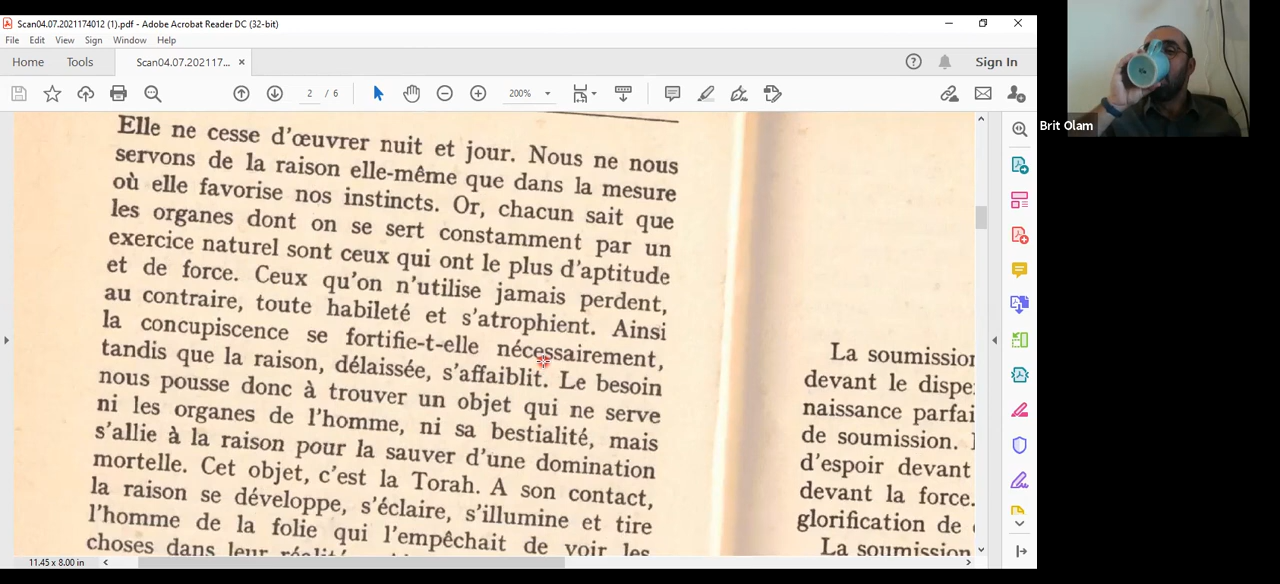 Scan04.07.2021174012 (1).pdf - Adobe Acrobat Reader DC (32-bit)
File Edit View Sign Window Help
Home Tools Scan04.07.202117... × Sign In
2 / 6 200%
Brit Olam
Elle ne cesse d'œuvrer nuit et jour. Nous ne nous
servons de la raison elle-même que dans la mesure
où elle favorise nos instincts. Or, chacun sait que
les organes dont on se sert constamment par un
exercice naturel sont ceux qui ont le plus d'aptitude
et de force. Ceux qu'on n'utilise jamais perdent,
au contraire, toute habileté et s'atrophient. Ainsi
la concupiscence se fortifie-t-elle nécessairement,
tandis que la raison, délaissée, s'affaiblit. Le besoin
nous pousse donc à trouver un objet qui ne serve
ni les organes de l'homme, ni sa bestialité, mais
s'allie à la raison pour la sauver d'une domination
mortelle. Cet objet, c'est la Torah. A son contact,
la raison se développe, s'éclaire, s'illumine et tire
l'homme de la folie qui l'empêchait de voir les
choses dans leur
La soumission
devant le
naissance
de soumission.
d'espoir devant
devant la force.
glorification de
La soumission
11.45 x 8.00 in